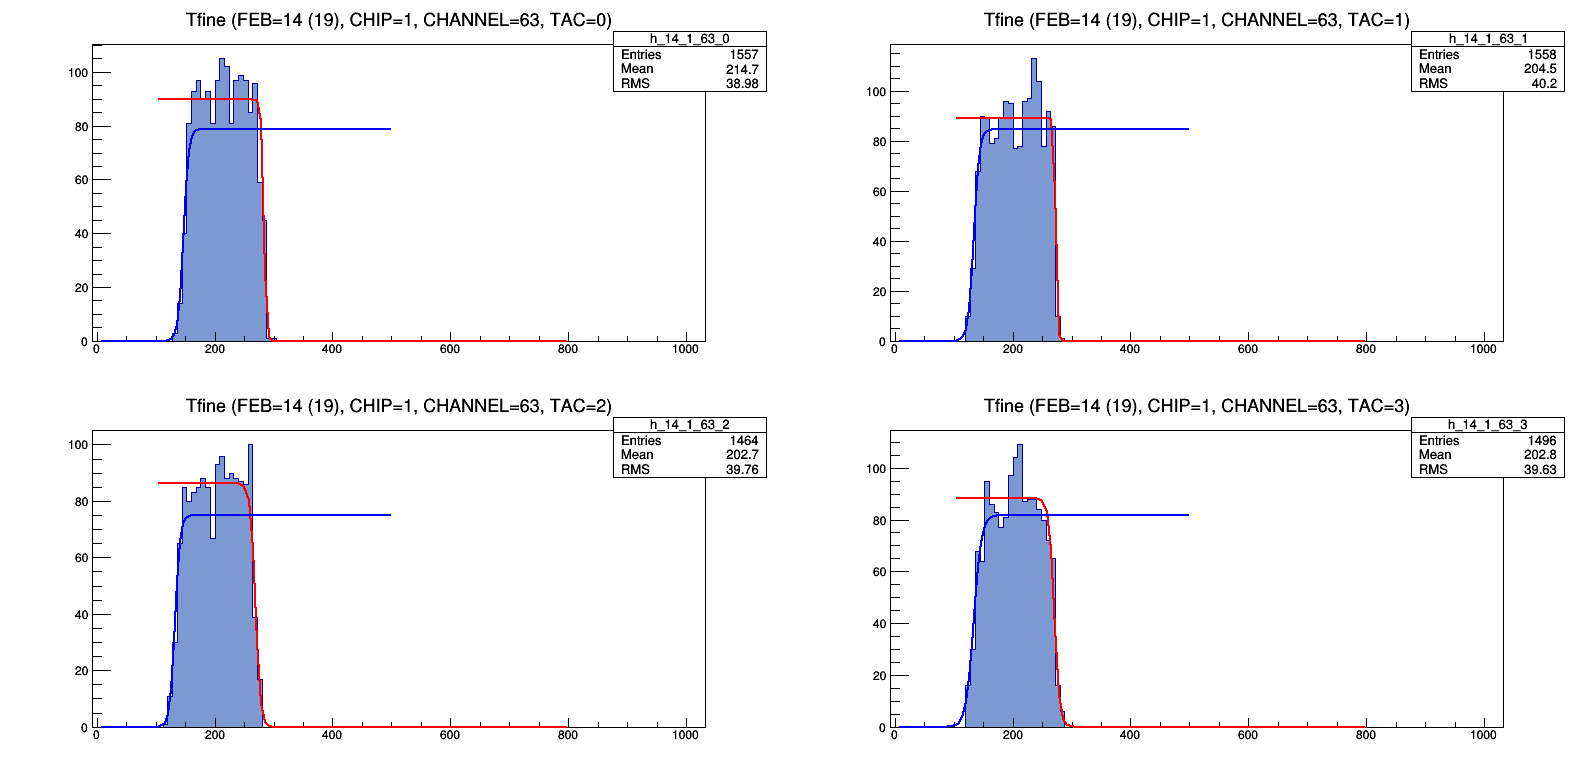 Tfine (FEB=14 (19), CHIP=1, CHANNEL=63, TAC=0)
h_14_1_63_0
Entries 1557
Mean 214.7
RMS 38.98
100
80
60
40
20
0
0 200 400 600 800 1000
Tfine (FEB=14 (19), CHIP=1, CHANNEL=63, TAC=1)
h_14_1_63_1
Entries 1558
Mean 204.5
RMS 40.2
100
80
60
40
20
0
0 200 400 600 800 1000
Tfine (FEB=14 (19), CHIP=1, CHANNEL=63, TAC=2)
h_14_1_63_2
Entries 1464
Mean 202.7
RMS 39.76
100
80
60
40
20
0
0 200 400 600 800 1000
Tfine (FEB=14 (19), CHIP=1, CHANNEL=63, TAC=3)
h_14_1_63_3
Entries 1496
Mean 202.8
RMS 39.63
100
80
60
40
20
0
0 200 400 600 800 1000